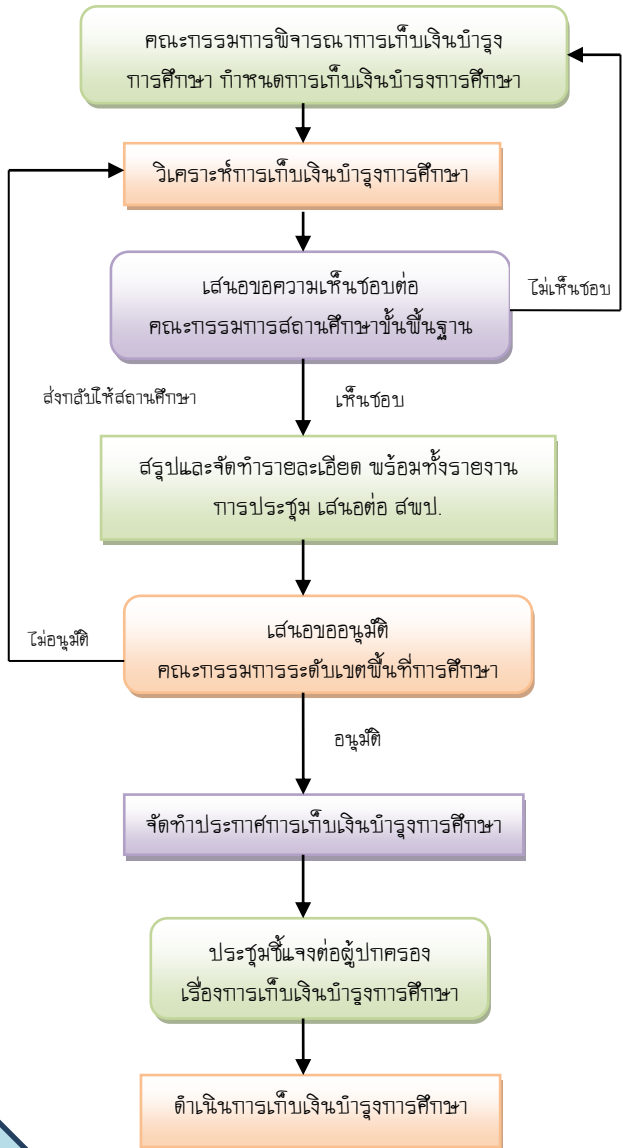 คณะกรรมการพิจารณาการเก็บเงินบำรุง
การศึกษา กำหนดการเก็บเงินบำรุงการศึกษา
วิเคราะห์การเก็บเงินบำรุงการศึกษา
เสนอขอความเห็นชอบต่อ
คณะกรรมการสถานศึกษาขั้นพื้นฐาน
ไม่เห็นชอบ
ส่งกลับให้สถานศึกษา
เห็นชอบ
สรุปและจัดทำรายละเอียด พร้อมทั้งรายงาน
การประชุม เสนอต่อ สพป.
เสนอขออนุมัติ
คณะกรรมการระดับเขตพื้นที่การศึกษา
ไม่อนุมัติ
อนุมัติ
จัดทำประกาศการเก็บเงินบำรุงการศึกษา
ประชุมชี้แจงต่อผู้ปกครอง
เรื่องการเก็บเงินบำรุงการศึกษา
ดำเนินการเก็บเงินบำรุงการศึกษา